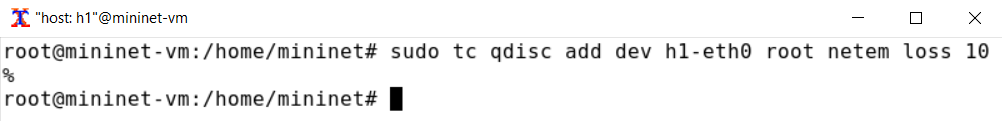 "host: h1"@mininet-vm
root@mininet-vm:/home/mininet# sudo tc qdisc add dev h1-eth0 root netem loss 10
%
root@mininet-vm:/home/mininet#